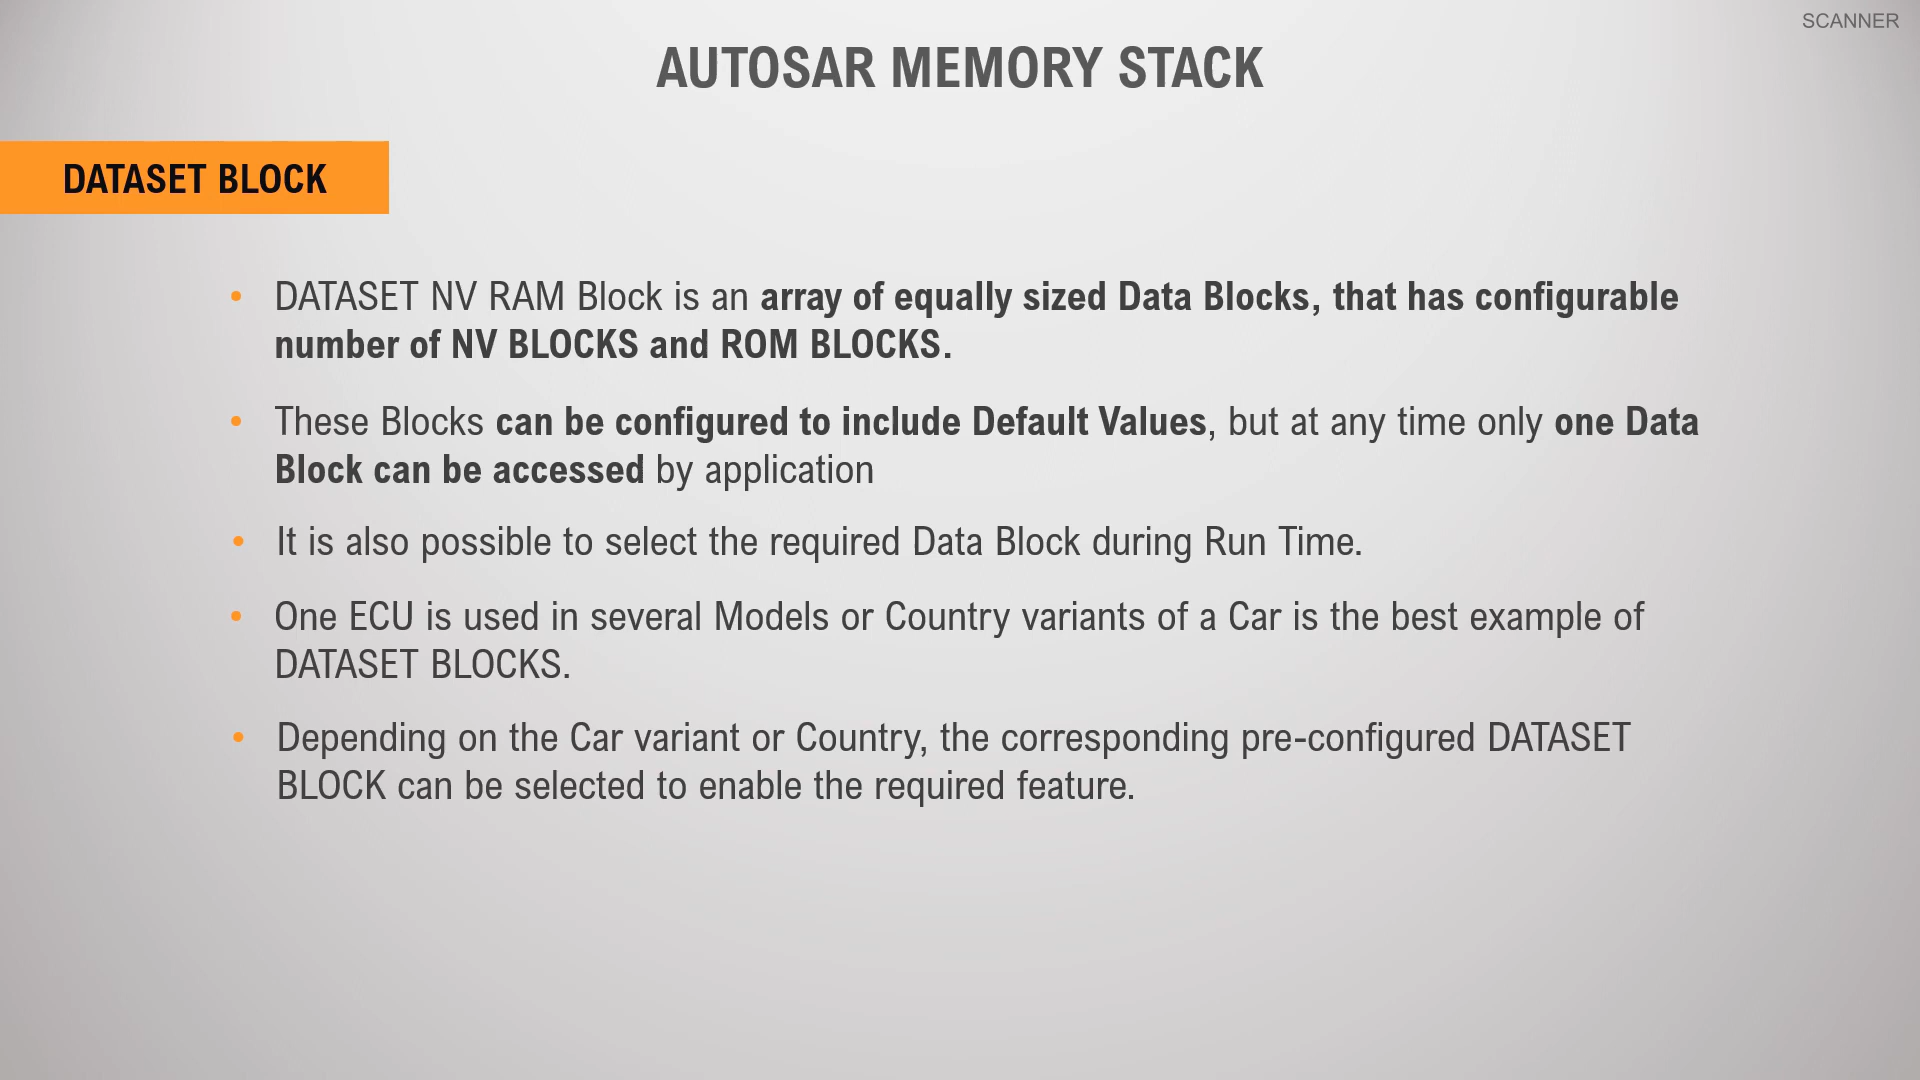 SCANNER
AUTOSAR MEMORY STACK
DATASET BLOCK
• DATASET NV RAM Block is an array of equally sized Data Blocks, that has configurable
number of NV BLOCKS and ROM BLOCKS.
• These Blocks can be configured to include Default Values, but at any time only one Data
Block can be accessed by application
• It is also possible to select the required Data Block during Run Time.
• One ECU is used in several Models or Country variants of a Car is the best example of
DATASET BLOCKS.
• Depending on the Car variant or Country, the corresponding pre-configured DATASET
BLOCK can be selected to enable the required feature.